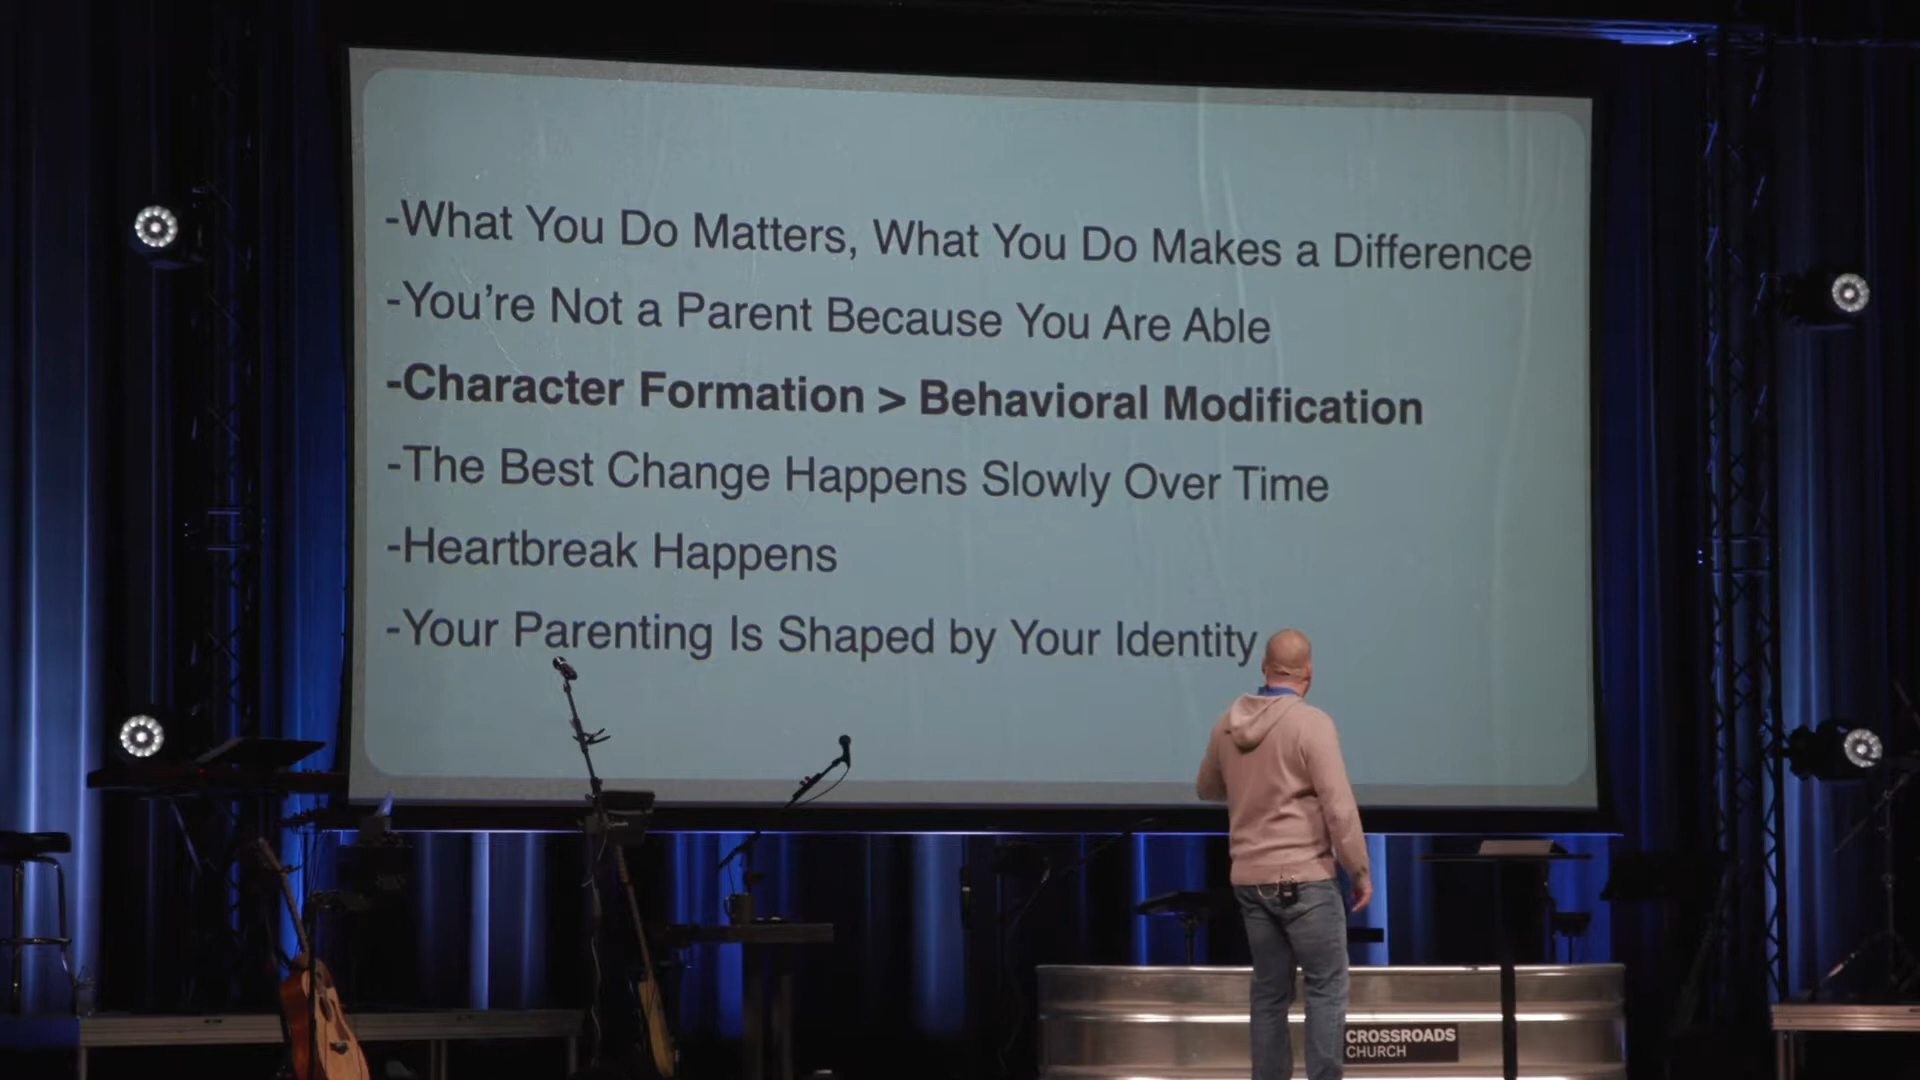 -What You Do Matters, What You Do Makes a Difference
-You're Not a Parent Because You Are Able
-Character Formation > Behavioral Modification
-The Best Change Happens Slowly Over Time
-Heartbreak Happens
-Your Parenting Is Shaped by Your Identity
CROSSROADS
CHURCH